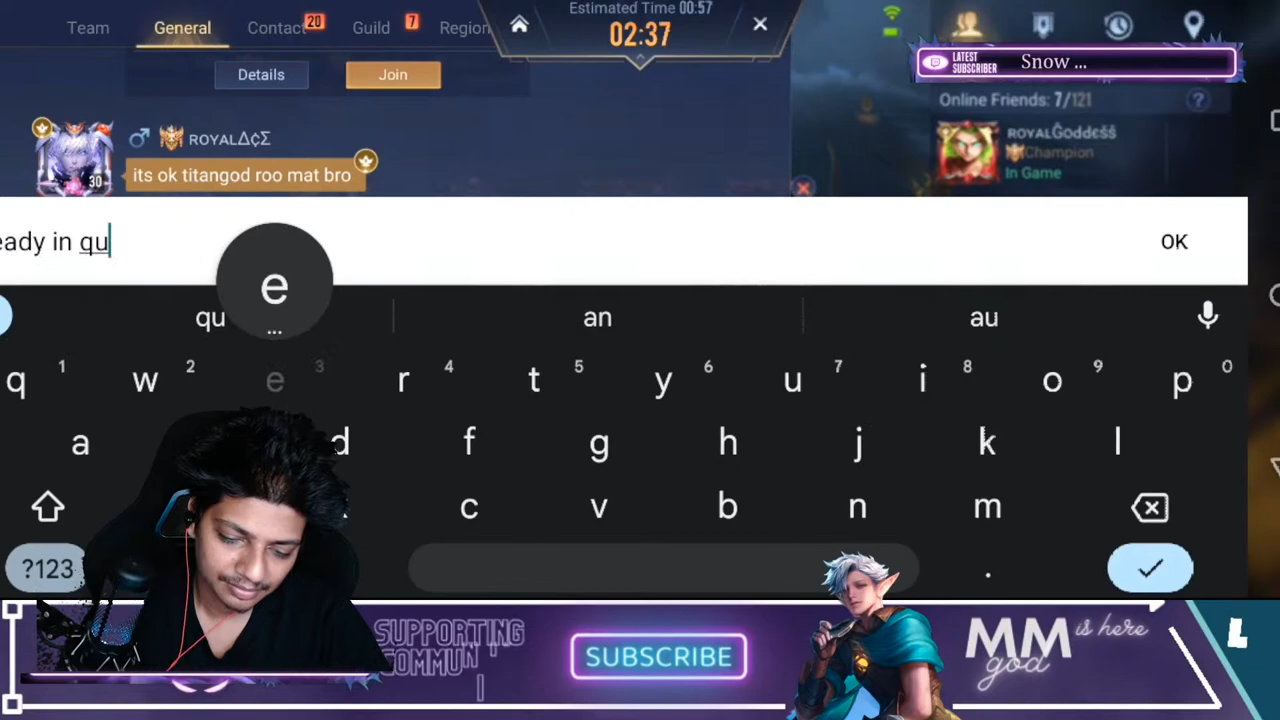 Team General Contact 20 Guild 7 Region
Estimated Time 00:57
02:37
LATEST SUBSCRIBER Snow ...
Details Join
Online Friends: 7/121 ?
♂ ROYALΔ¢Σ
30 its ok titangod roo mat bro
ROYALĜoddєšš
Champion
In Game
eady in qu
OK
e
...
qu an au
q 1 w 2 e 3 r 4 t 5 y 6 u 7 i 8 o 9 p 0
a d f g h j k l
c v b n m
?123 .
SUPPORTING
SUBSCRIBE
MM is here
god
L